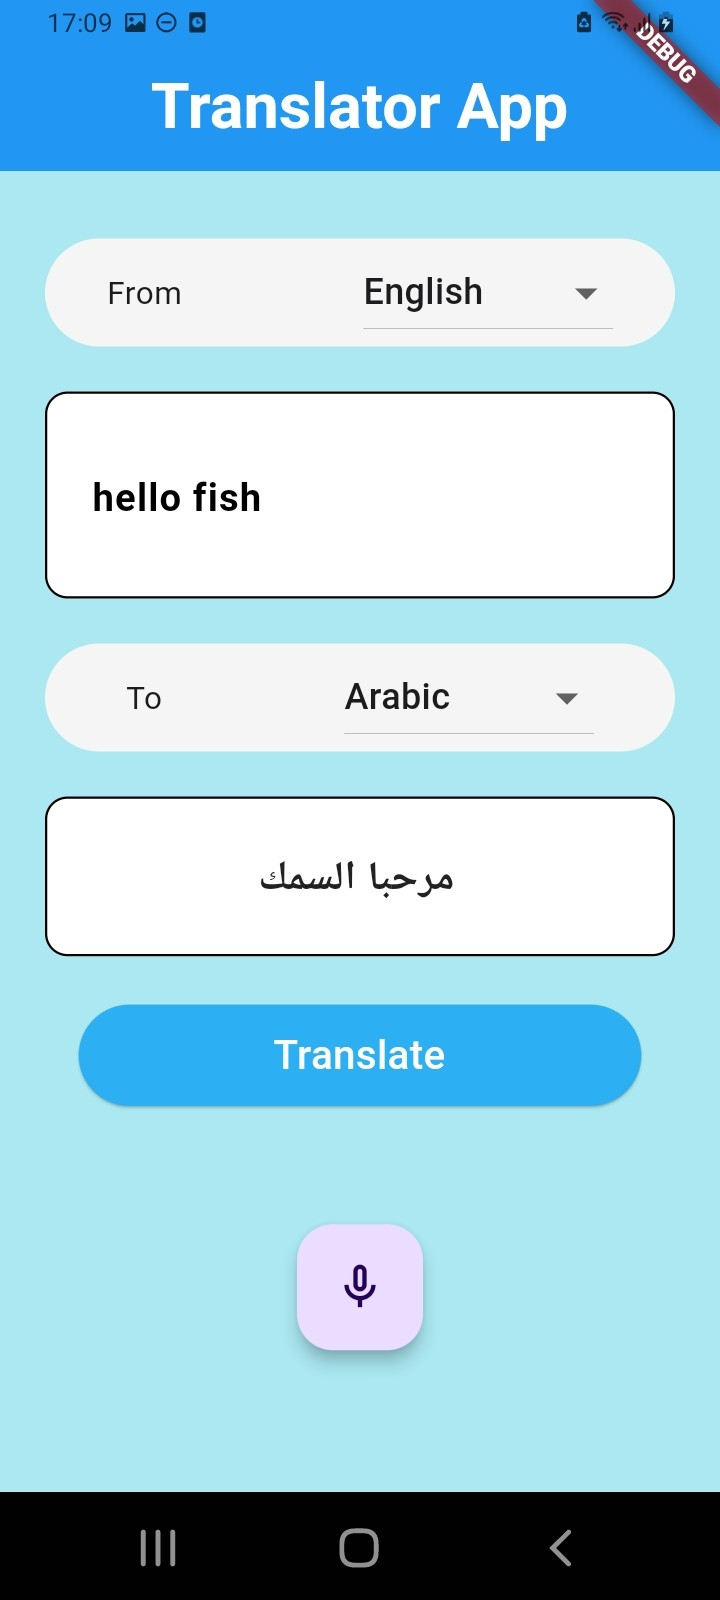 17:09
DEBUG
Translator App
From English
hello fish
To Arabic
مرحبا السمك
Translate